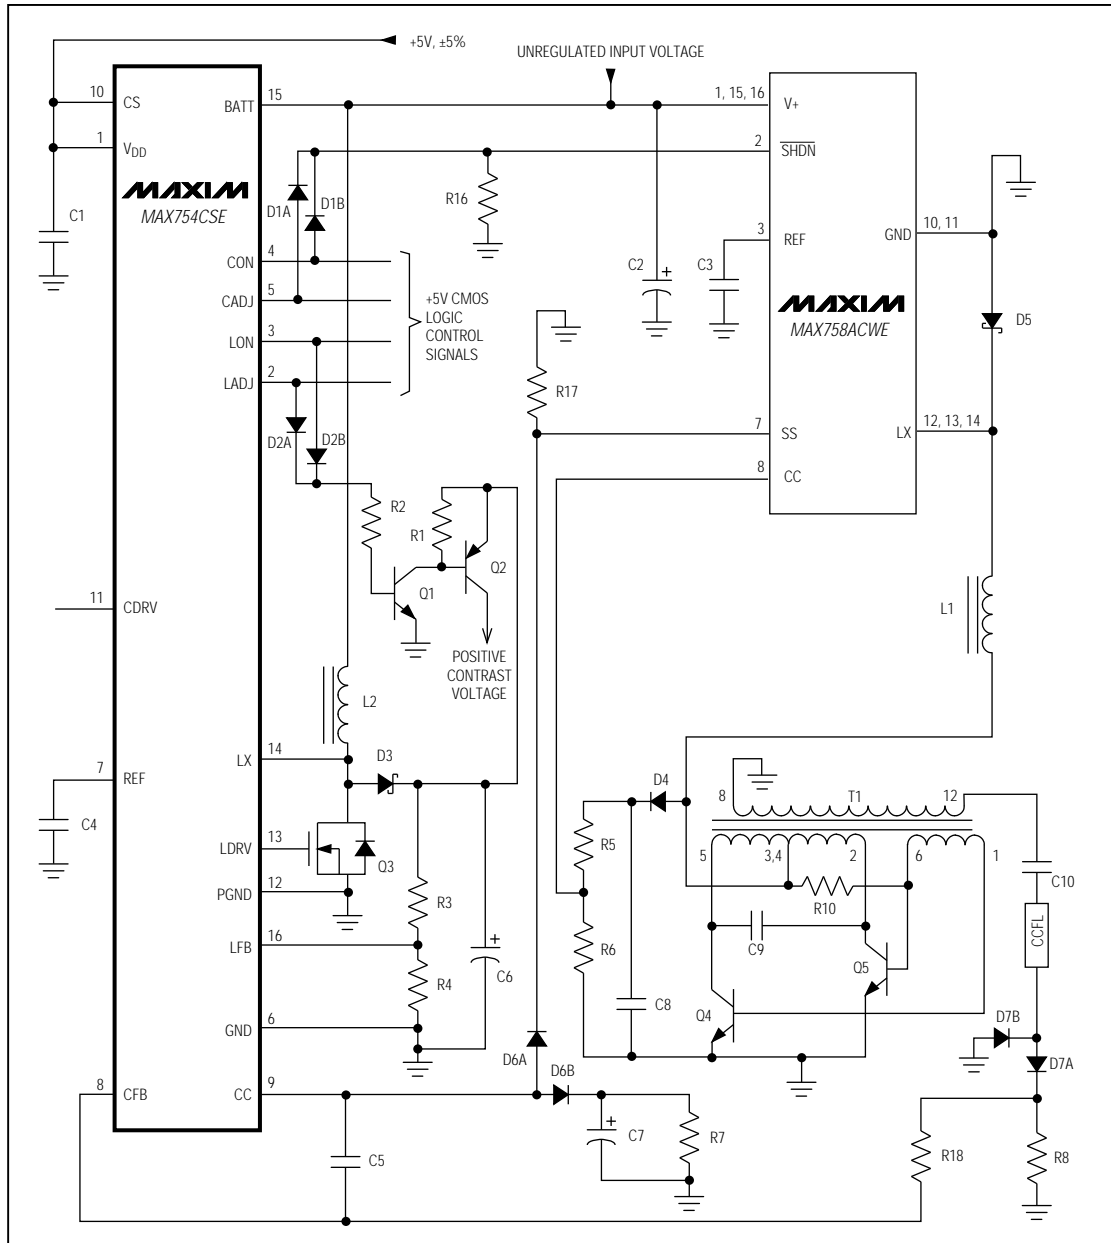 +5V, ±5%
UNREGULATED INPUT VOLTAGE
10
CS
BATT
15
1, 15, 16
V+
1
VDD
2
SHDN
MAXIM
MAX754CSE
C1
D1A
D1B
R16
3
REF
GND
10, 11
CON
4
C2
+
C3
CADJ
5
+5V CMOS
LOGIC
CONTROL
SIGNALS
MAXIM
MAX758ACWE
D5
LON
3
LADJ
2
R17
D2A
D2B
7
SS
LX
12, 13, 14
8
CC
R2
R1
Q1
Q2
11
CDRV
L1
POSITIVE
CONTRAST
VOLTAGE
L2
LX
14
D3
7
REF
D4
8
T1
12
C4
LDRV
13
Q3
R5
5
3,4
2
6
1
C10
PGND
12
R3
R10
CCFL
LFB
16
+
C6
R6
C9
Q5
R4
C8
Q4
GND
6
D6A
D6B
D7B
D7A
8
CFB
CC
9
+
C7
R7
C5
R18
R8